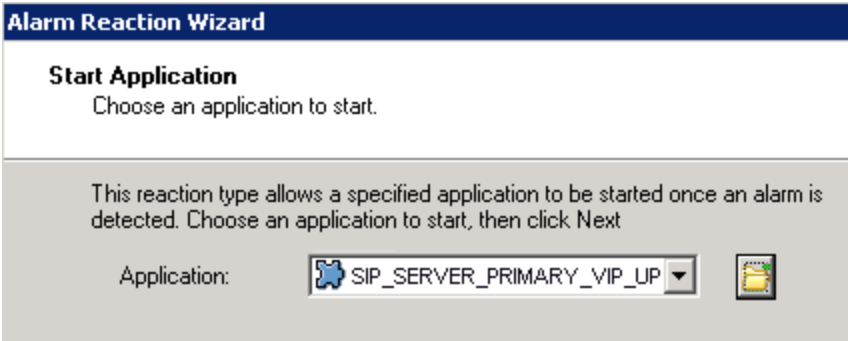 Alarm Reaction Wizard
Start Application
Choose an application to start.
This reaction type allows a specified application to be started once an alarm is
detected. Choose an application to start, then click Next
Application: SIP_SERVER_PRIMARY_VIP_UP